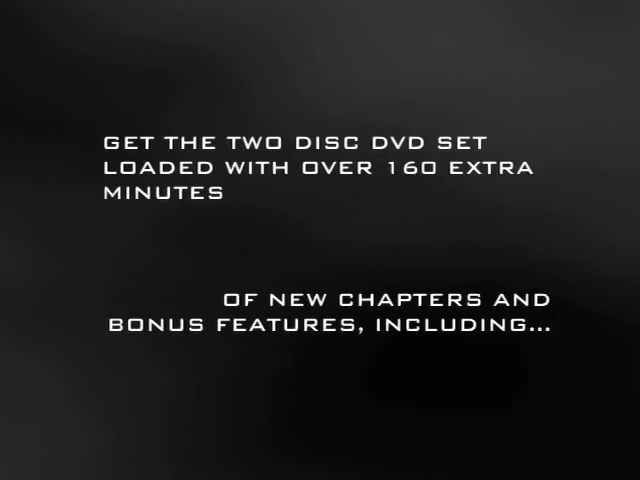 GET THE TWO DISC DVD SET
LOADED WITH OVER 160 EXTRA
MINUTES
OF NEW CHAPTERS AND
BONUS FEATURES, INCLUDING...